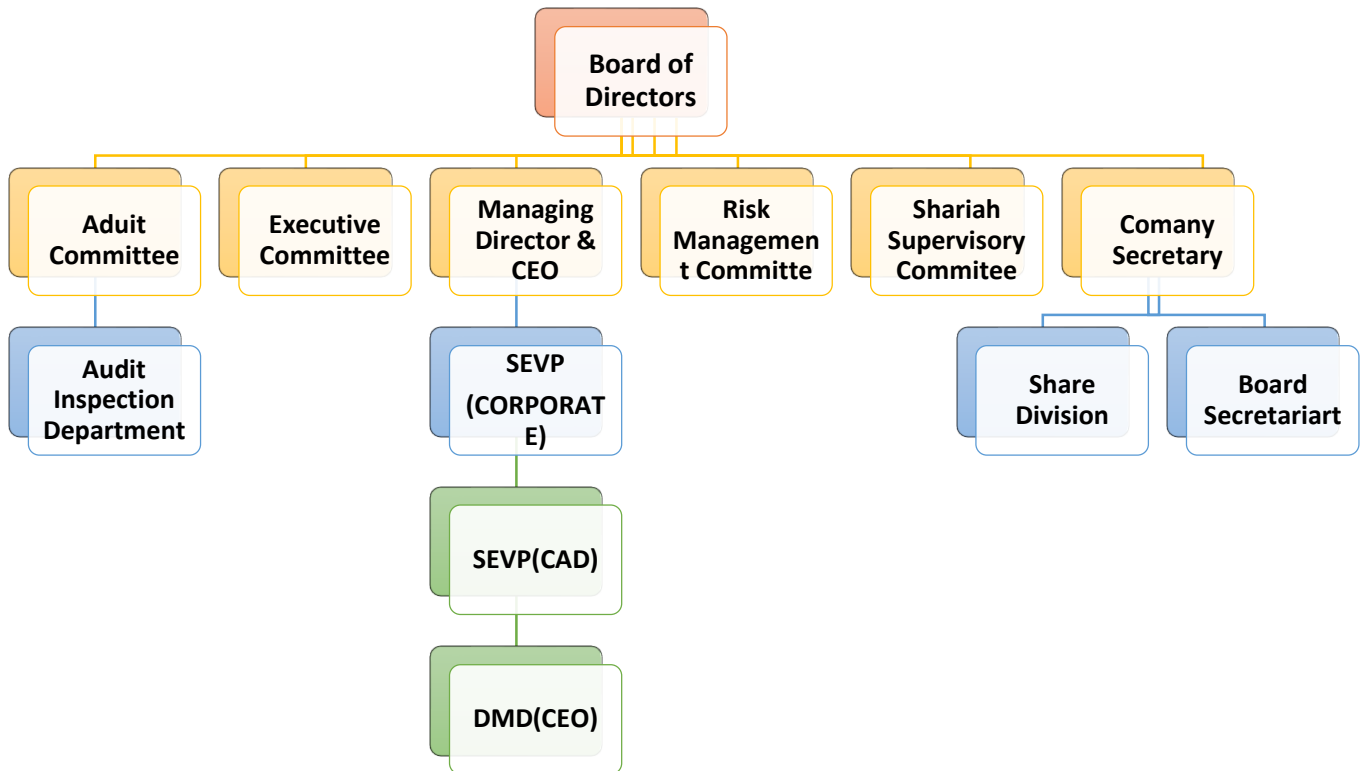 Board of
Directors
Aduit
Committee
Executive
Committee
Managing
Director &
CEO
Risk
Managemen
t Committe
Shariah
Supervisory
Commitee
Comany
Secretary
Audit
Inspection
Department
SEVP
(CORPORAT
E)
Share
Division
Board
Secretariart
SEVP(CAD)
DMD(CEO)